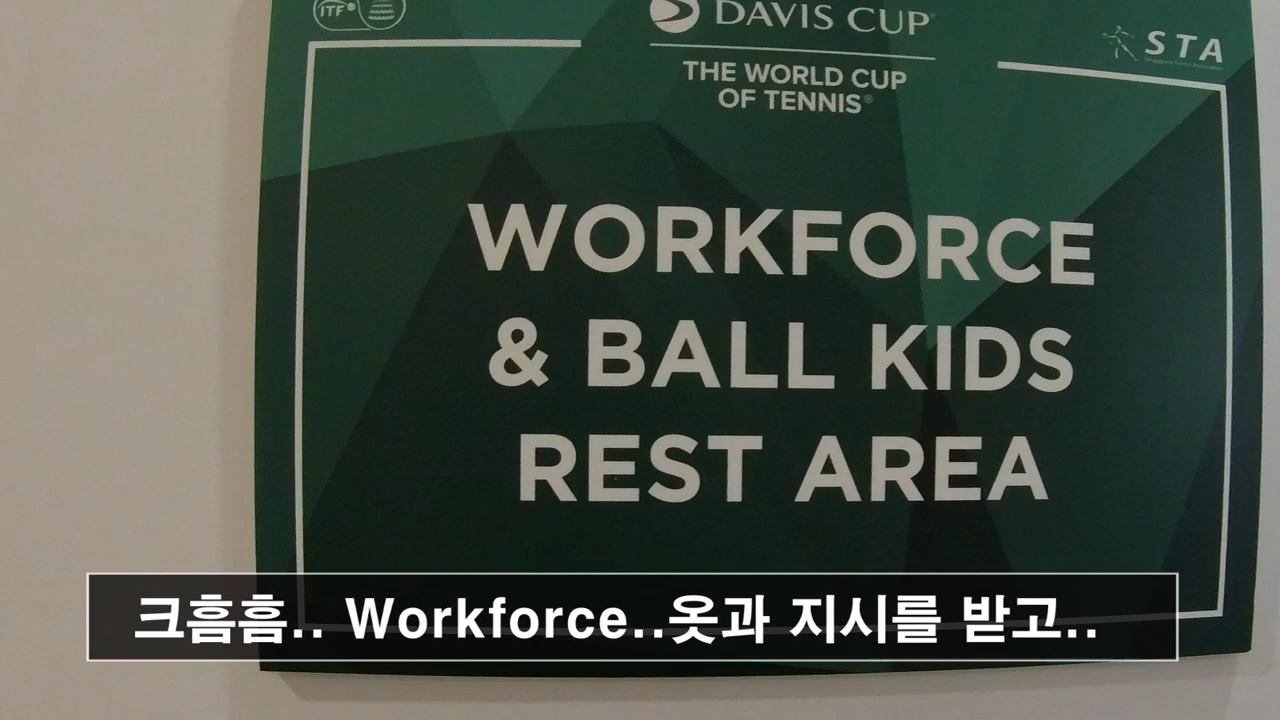 ITF
DAVIS CUP
STA
THE WORLD CUP
OF TENNIS®
WORKFORCE
& BALL KIDS
REST AREA
크흠흠.. Workforce..옷과 지시를 받고..